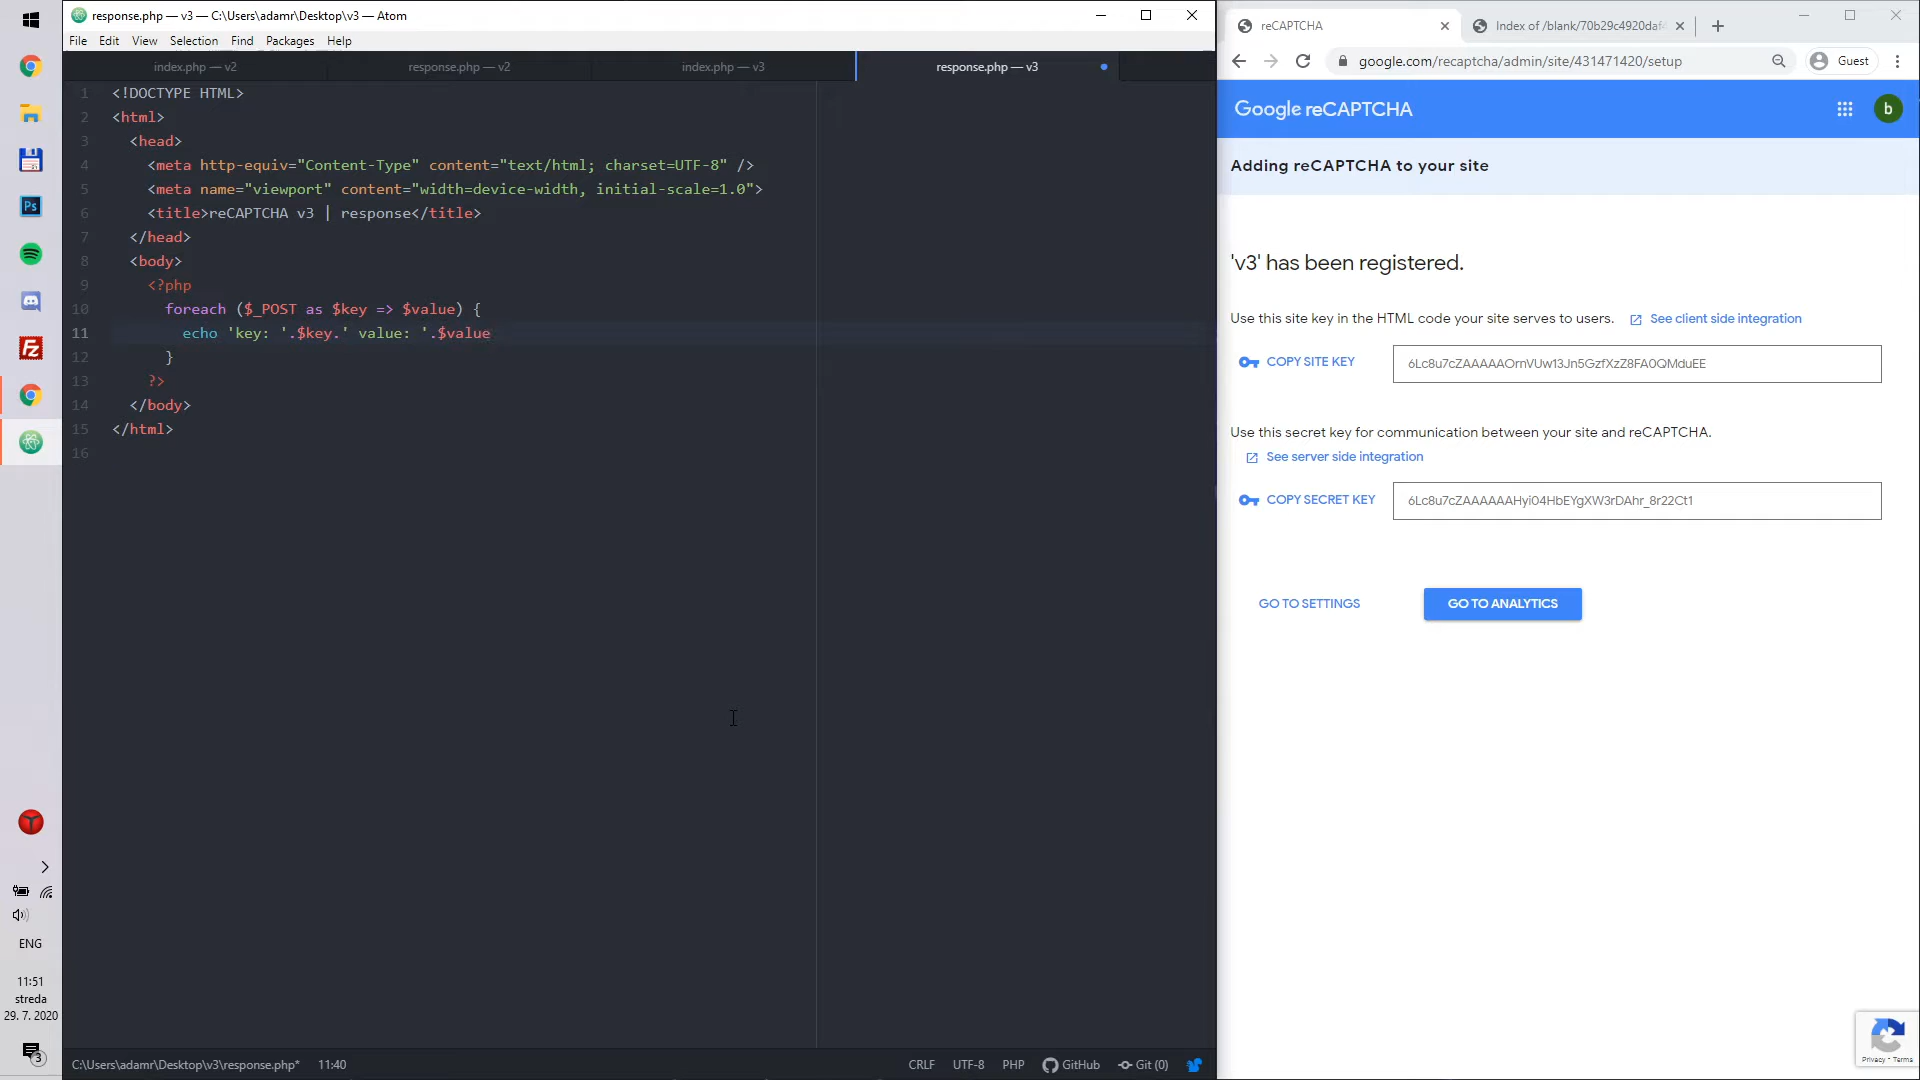 response.php — v3 — C:\Users\adamr\Desktop\v3 — Atom
File Edit View Selection Find Packages Help
index.php — v2
response.php — v2
index.php — v3
response.php — v3
1 <!DOCTYPE HTML>
2 <html>
3 <head>
4 <meta http-equiv="Content-Type" content="text/html; charset=UTF-8" />
5 <meta name="viewport" content="width=device-width, initial-scale=1.0">
6 <title>reCAPTCHA v3 | response</title>
7 </head>
8 <body>
9 <?php
10 foreach ($_POST as $key => $value) {
11 echo 'key: '.$key.' value: '.$value
12 }
13 ?>
14 </body>
15 </html>
16
C:\Users\adamr\Desktop\v3\response.php* 11:40
CRLF UTF-8 PHP GitHub Git (0)
Ps
FZ
ENG
11:51
streda
29. 7. 2020
3
reCAPTCHA
Index of /blank/70b29c4920daf
google.com/recaptcha/admin/site/431471420/setup
Guest
Google reCAPTCHA
b
Adding reCAPTCHA to your site
'v3' has been registered.
Use this site key in the HTML code your site serves to users. See client side integration
COPY SITE KEY
6Lc8u7cZAAAAAOrnVUw13Jn5GzfXzZ8FA0QMduEE
Use this secret key for communication between your site and reCAPTCHA.
See server side integration
COPY SECRET KEY
6Lc8u7cZAAAAAAHyi04HbEYgXW3rDAhr_8r22Ct1
GO TO SETTINGS
GO TO ANALYTICS
Privacy - Terms